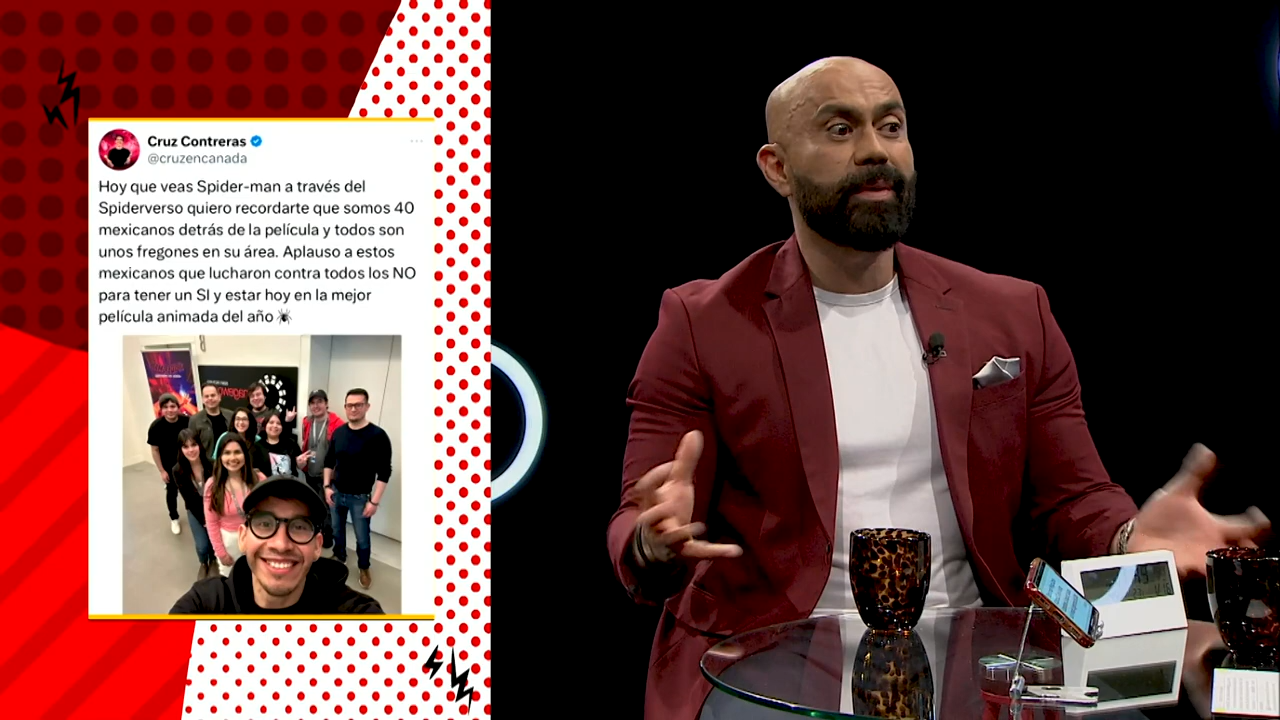 Cruz Contreras
@cruzencanada
Hoy que veas Spider-man a través del
Spiderverso quiero recordarte que somos 40
mexicanos detrás de la película y todos son
unos fregones en su área. Aplauso a estos
mexicanos que lucharon contra todos los NO
para tener un SI y estar hoy en la mejor
película animada del año